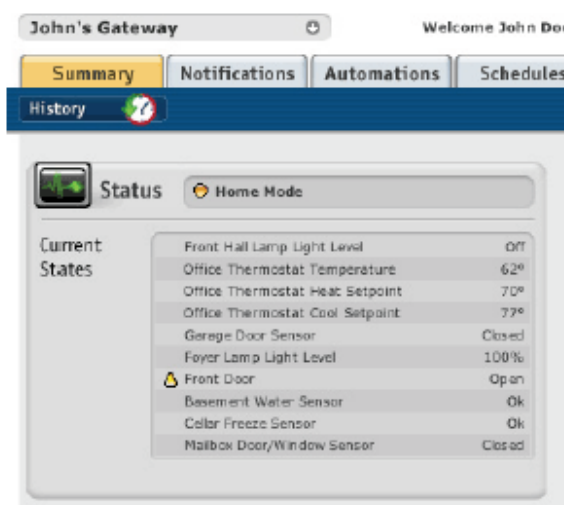 John's Gateway Welcome John Doe
Summary Notifications Automations Schedules
History
Status Home Mode
Current States
Front Hall Lamp Light Level Off
Office Thermostat Temperature 62°
Office Thermostat Heat Setpoint 70°
Office Thermostat Cool Setpoint 77°
Garage Door Sensor Closed
Foyer Lamp Light Level 100%
Front Door Open
Basement Water Sensor Ok
Cellar Freeze Sensor Ok
Mailbox Door/Window Sensor Closed